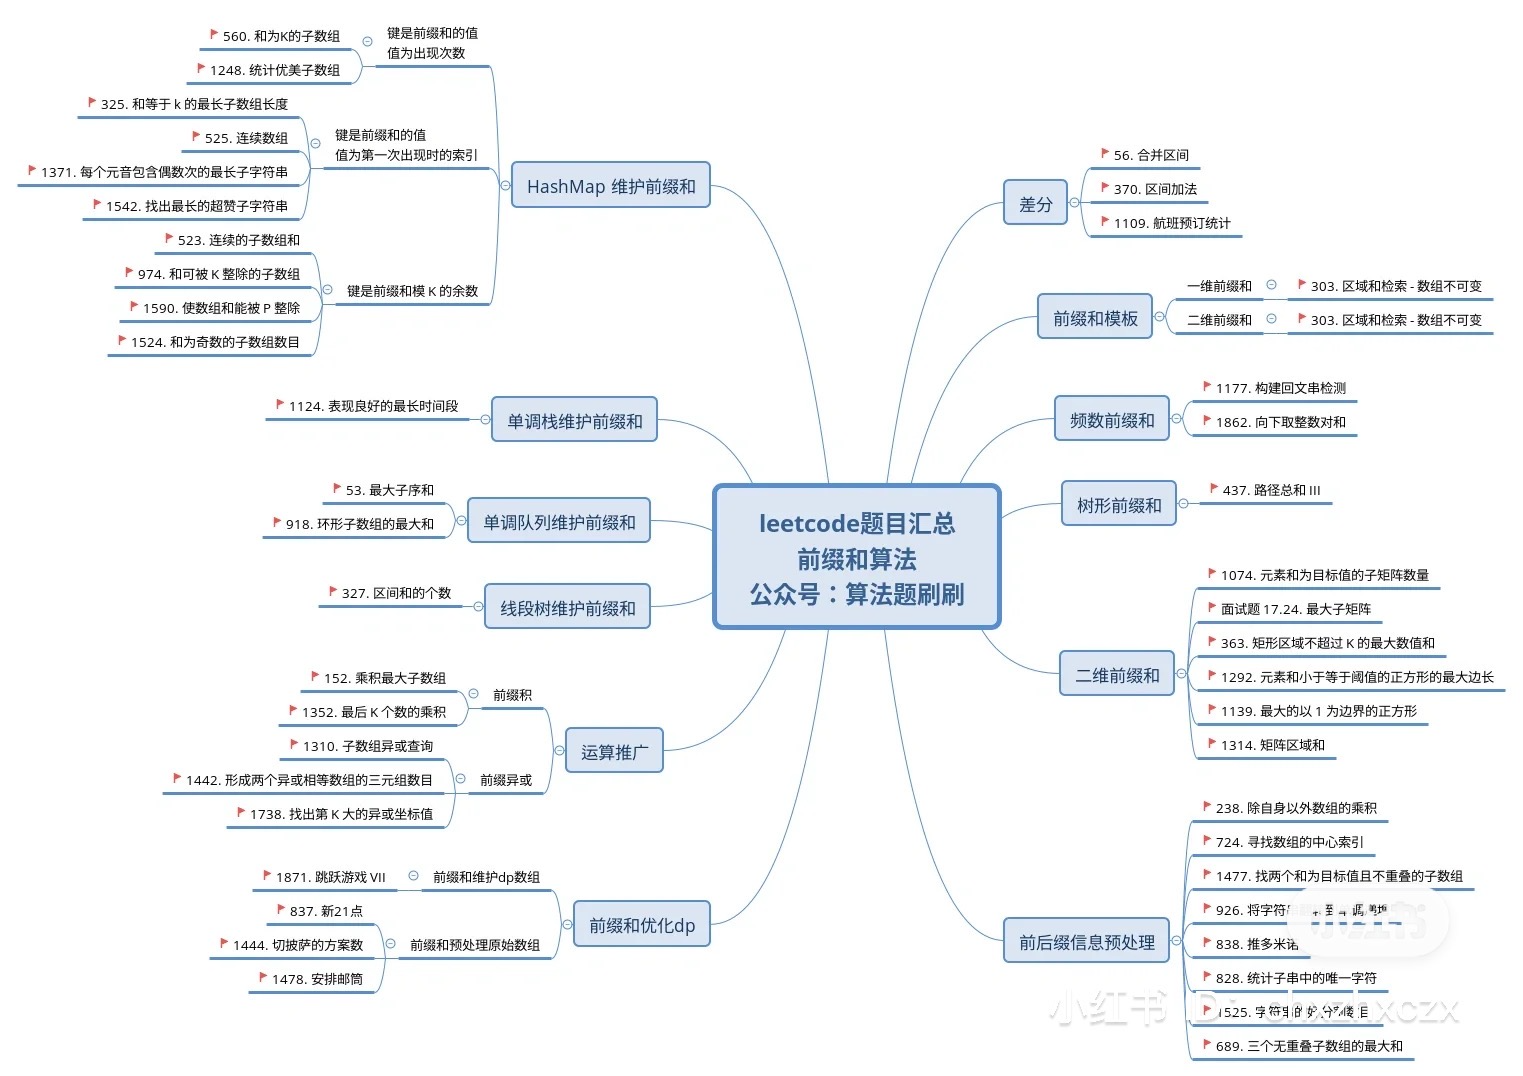 leetcode题目汇总
前缀和算法
公众号：算法题刷刷
HashMap 维护前缀和
键是前缀和的值
值为出现次数
560. 和为K的子数组
1248. 统计优美子数组
键是前缀和的值
值为第一次出现时的索引
325. 和等于 k 的最长子数组长度
525. 连续数组
1371. 每个元音包含偶数次的最长子字符串
1542. 找出最长的超赞子字符串
键是前缀和模 K 的余数
523. 连续的子数组和
974. 和可被 K 整除的子数组
1590. 使数组和能被 P 整除
1524. 和为奇数的子数组数目
单调栈维护前缀和
1124. 表现良好的最长时间段
单调队列维护前缀和
53. 最大子序和
918. 环形子数组的最大和
线段树维护前缀和
327. 区间和的个数
运算推广
前缀积
152. 乘积最大子数组
1352. 最后 K 个数的乘积
前缀异或
1310. 子数组异或查询
1442. 形成两个异或相等数组的三元组数目
1738. 找出第 K 大的异或坐标值
前缀和优化dp
前缀和维护dp数组
1871. 跳跃游戏 VII
前缀和预处理原始数组
837. 新21点
1444. 切披萨的方案数
1478. 安排邮筒
差分
56. 合并区间
370. 区间加法
1109. 航班预订统计
前缀和模板
一维前缀和
303. 区域和检索 - 数组不可变
二维前缀和
303. 区域和检索 - 数组不可变
频数前缀和
1177. 构建回文串检测
1862. 向下取整数对和
树形前缀和
437. 路径总和 III
二维前缀和
1074. 元素和为目标值的子矩阵数量
面试题 17.24. 最大子矩阵
363. 矩形区域不超过 K 的最大数值和
1292. 元素和小于等于阈值的正方形的最大边长
1139. 最大的以 1 为边界的正方形
1314. 矩阵区域和
前后缀信息预处理
238. 除自身以外数组的乘积
724. 寻找数组的中心索引
1477. 找两个和为目标值且不重叠的子数组
926. 将字符
838. 推多米诺
828. 统计子串中的唯一字符
1525. 字符串的
689. 三个无重叠子数组的最大和
小红书
小红书 ID: chxzhxczx